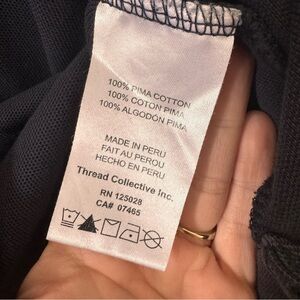 100% PIMA COTTON
100% COTON PIMA
100% ALGODÓN PIMA
MADE IN PERU
FAIT AU PEROU
HECHO EN PERU
Thread Collective Inc.
RN 125028
CA# 07465